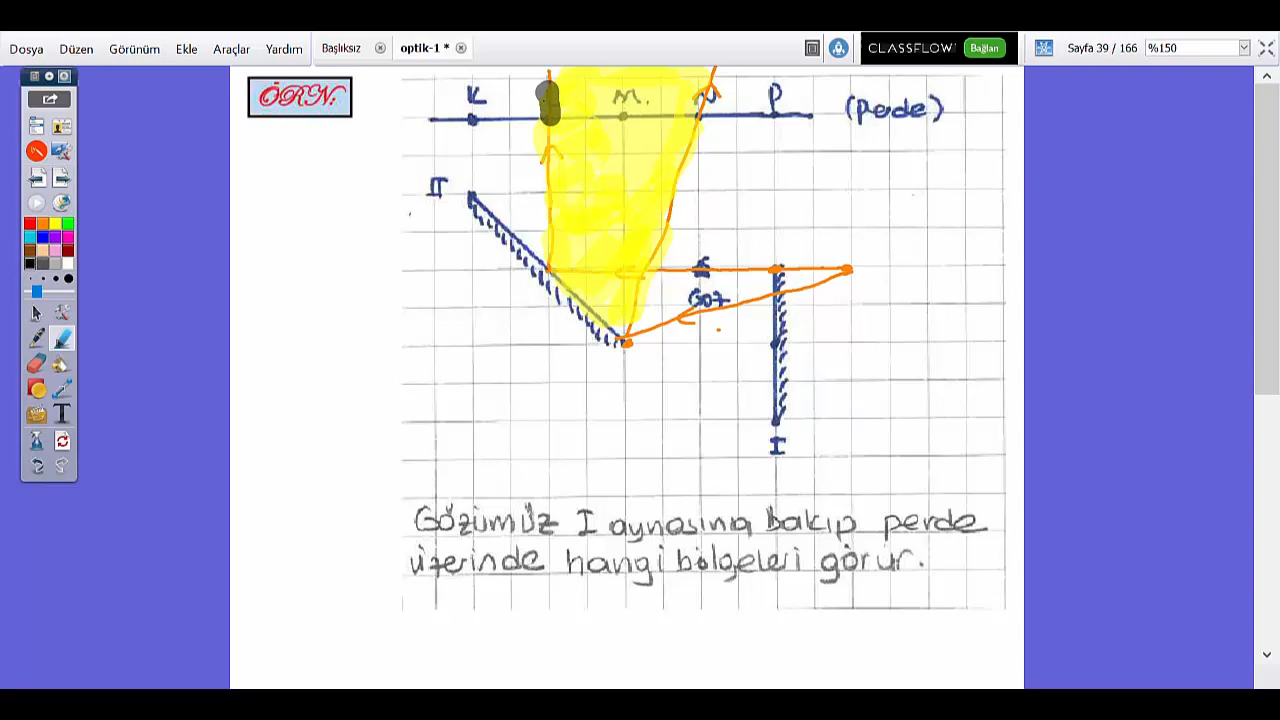 Dosya Düzen Görünüm Ekle Araçlar Yardım Başlıksız optik-1 * CLASSFLOW Bağlan Sayfa 39 / 166 %150
ÖRN:
K M. N P (perde)
II
Göz
I
Gözümüz I aynasına bakıp perde
üzerinde hangi bölgeleri görür.